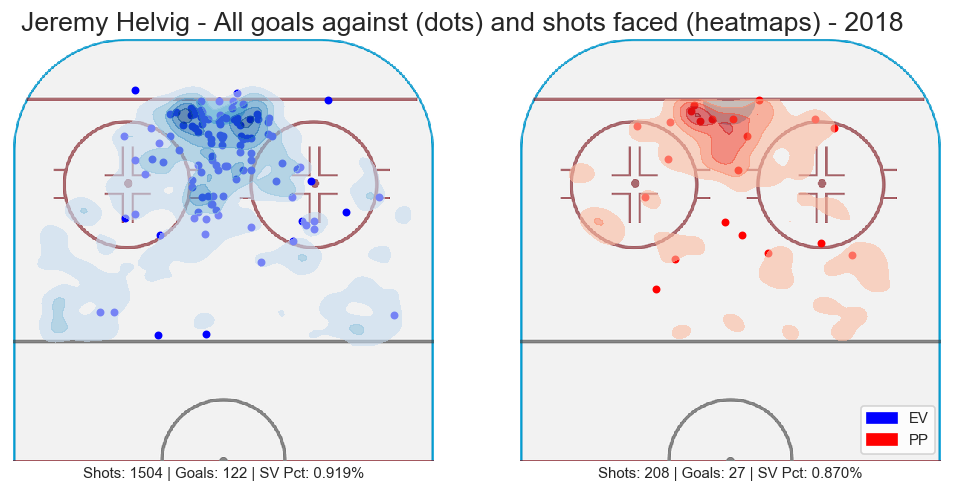 Jeremy Helvig - All goals against (dots) and shots faced (heatmaps) - 2018
EV
PP
Shots: 1504 | Goals: 122 | SV Pct: 0.919%
Shots: 208 | Goals: 27 | SV Pct: 0.870%